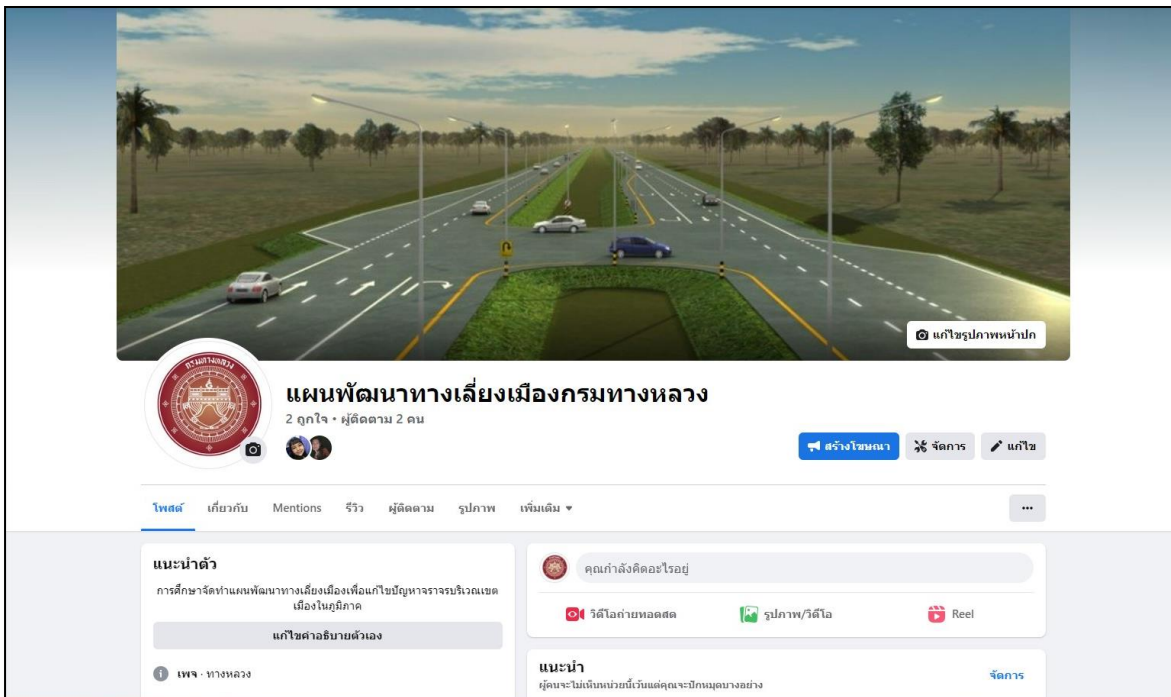 แก้ไขรูปภาพหน้าปก
กรมทางหลวง
แผนพัฒนาทางเลี่ยงเมืองกรมทางหลวง
2 ถูกใจ • ผู้ติดตาม 2 คน
สร้างโฆษณา จัดการ แก้ไข
โพสต์ เกี่ยวกับ Mentions รีวิว ผู้ติดตาม รูปภาพ เพิ่มเติม
แนะนำตัว
การศึกษาจัดทำแผนพัฒนาทางเลี่ยงเมืองเพื่อแก้ไขปัญหาจราจรบริเวณเขต
เมืองในภูมิภาค
แก้ไขคำอธิบายตัวเอง
เพจ · ทางหลวง
คุณกำลังคิดอะไรอยู่
วิดีโอถ่ายทอดสด รูปภาพ/วิดีโอ Reel
แนะนำ
จัดการ
ผู้คนจะไม่เห็นหน่วยนี้เว้นแต่คุณจะปักหมุดบางอย่าง